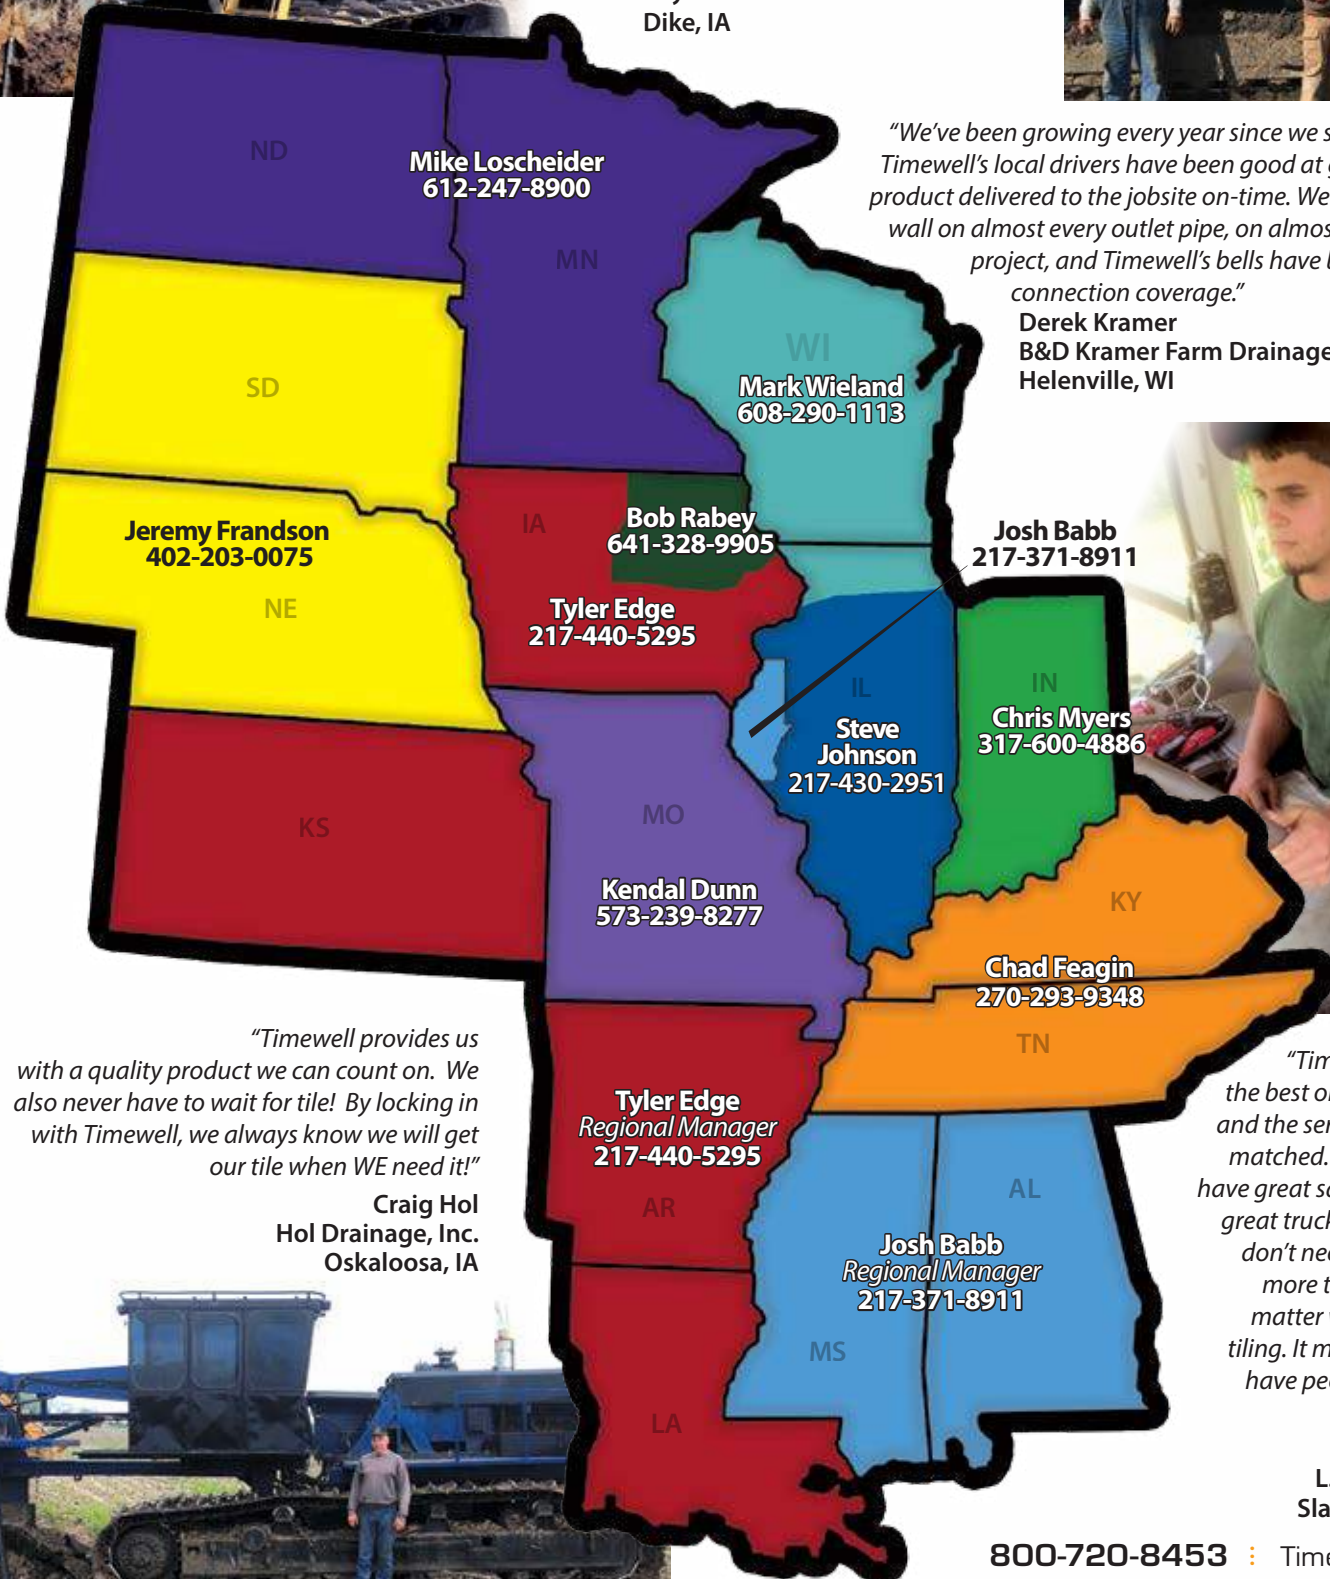 Dike, IA
ND
Mike Loscheider
612-247-8900
MN
"We've been growing every year since we
Timewell's local drivers have been good at
product delivered to the jobsite on-time. We
wall on almost every outlet pipe, on
project, and Timewell's bells have
connection coverage."
Derek Kramer
B&D Kramer Farm Drainage
Helenville, WI
WI
Mark Wieland
608-290-1113
SD
Jeremy Frandson
402-203-0075
NE
IA
Bob Rabey
641-328-9905
Tyler Edge
217-440-5295
Josh Babb
217-371-8911
IL
Steve
Johnson
217-430-2951
IN
Chris Myers
317-600-4886
KS
MO
Kendal Dunn
573-239-8277
KY
Chad Feagin
270-293-9348
TN
"Timewell provides us
with a quality product we can count on. We
also never have to wait for tile! By locking in
with Timewell, we always know we will get
our tile when WE need it!"
Craig Hol
Hol Drainage, Inc.
Oskaloosa, IA
Tyler Edge
Regional Manager
217-440-5295
AR
LA
AL
Josh Babb
Regional Manager
217-371-8911
MS
"Tim
the best
and the
matched.
have great
great
don't
more
matter
tiling. It
have
L
Sla
800-720-8453
Time